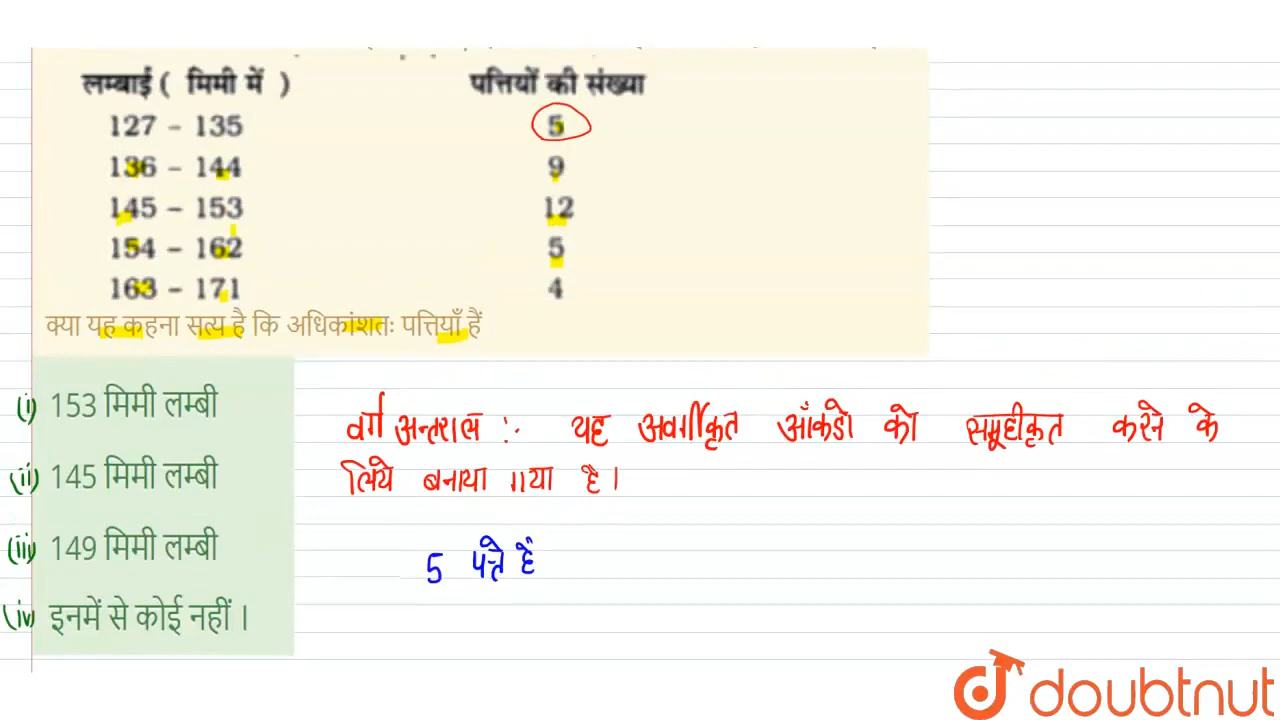 लम्बाई ( मिमी में ) पत्तियों की संख्या
127 – 135 5
136 – 144 9
145 – 153 12
154 – 162 5
163 – 171 4
क्या यह कहना सत्य है कि अधिकांशतः पत्तियाँ हैं
(i) 153 मिमी लम्बी
(ii) 145 मिमी लम्बी
(iii) 149 मिमी लम्बी
(iv) इनमें से कोई नहीं ।
वर्ग अन्तराल :- यह अवर्गीकृत आँकडो को समूहीकृत करने के
लिये बनाया गया है।
5 पत्ते हैं
doubtnut